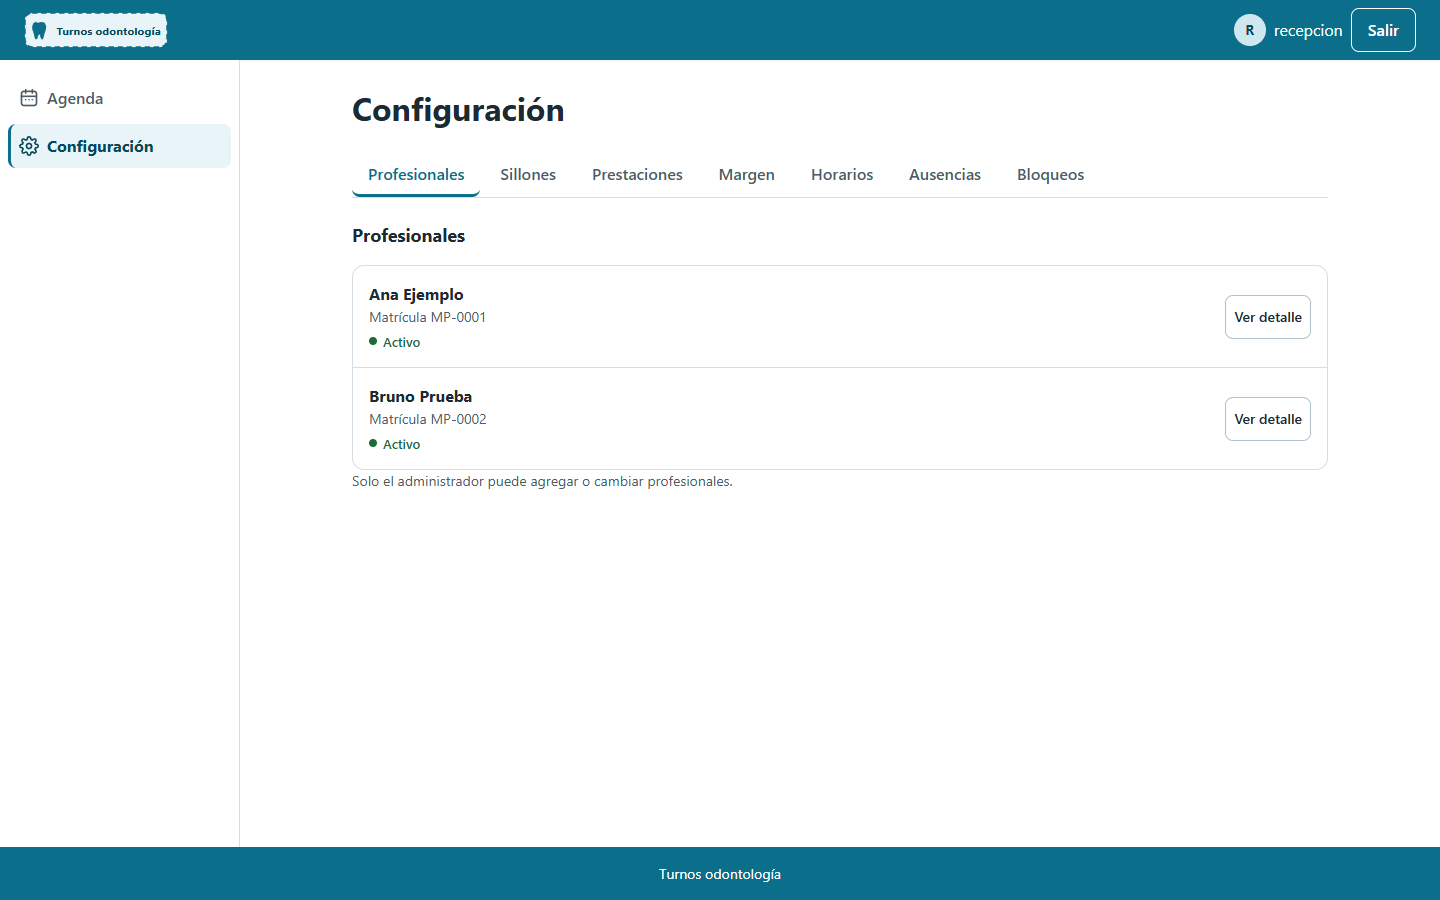 Turnos odontología
R recepcion Salir
Agenda
Configuración
Configuración
Profesionales Sillones Prestaciones Margen Horarios Ausencias Bloqueos
Profesionales
Ana Ejemplo
Matrícula MP-0001
Activo
Ver detalle
Bruno Prueba
Matrícula MP-0002
Activo
Ver detalle
Solo el administrador puede agregar o cambiar profesionales.
Turnos odontología